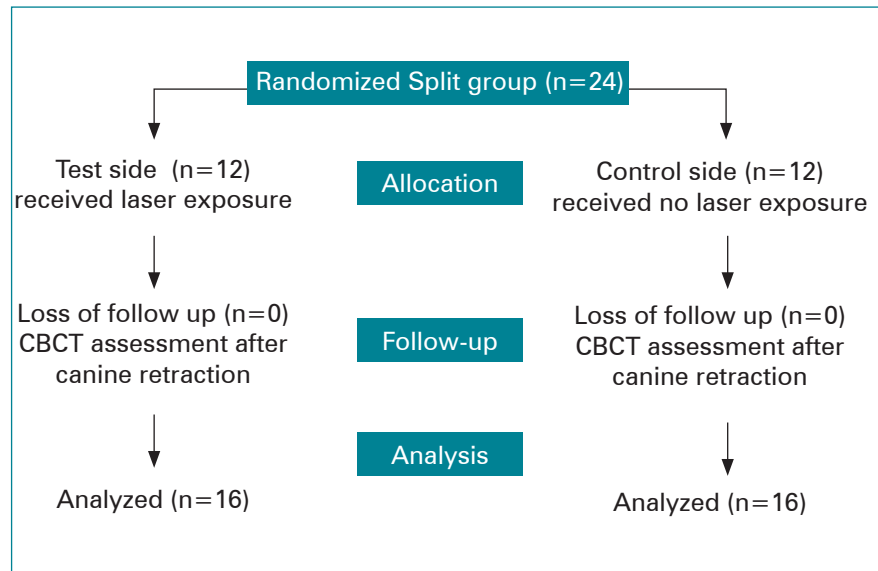 Randomized Split group (n=24)
Test side (n=12)
received laser exposure
Allocation
Control side (n=12)
received no laser exposure
Loss of follow up (n=0)
CBCT assessment after
canine retraction
Follow-up
Loss of follow up (n=0)
CBCT assessment after
canine retraction
Analysis
Analyzed (n=16)
Analyzed (n=16)